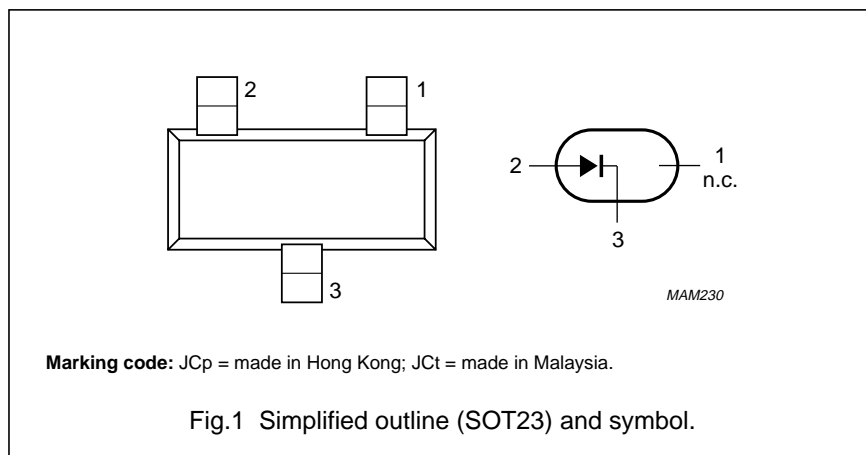 2
1
3
2
1
n.c.
3
MAM230
Marking code: JCp = made in Hong Kong; JCt = made in Malaysia.
Fig.1 Simplified outline (SOT23) and symbol.